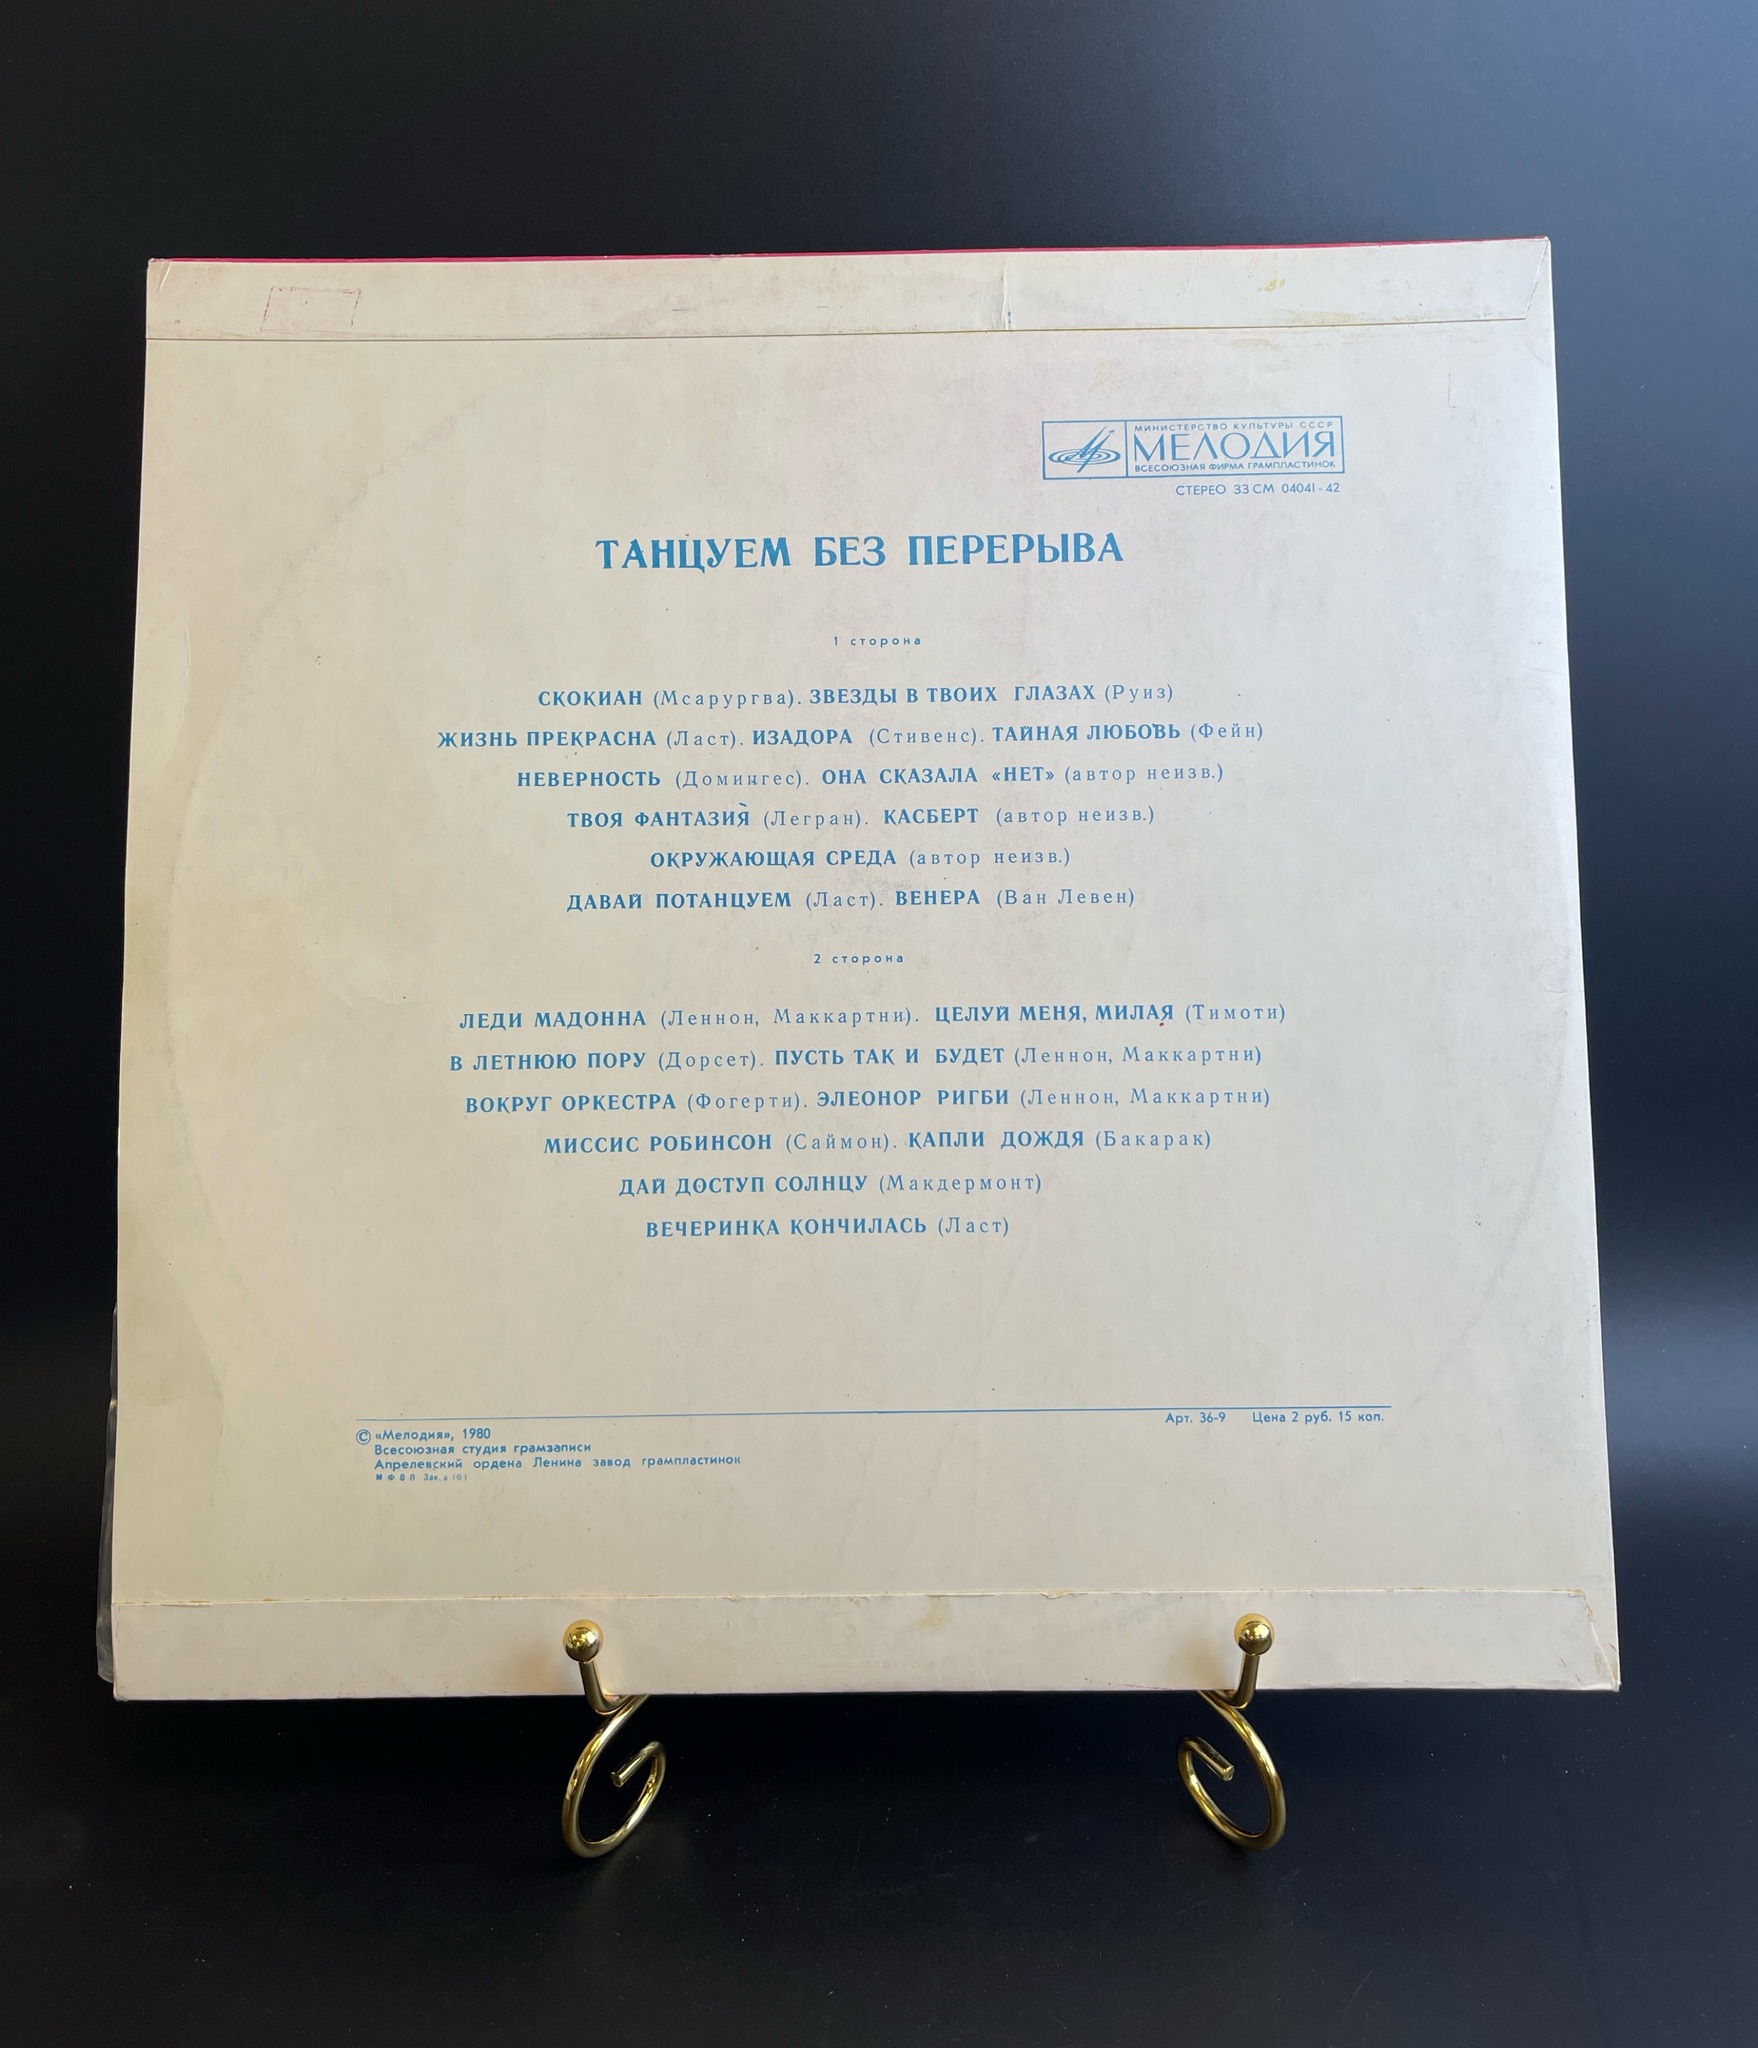 МИНИСТЕРСТВО КУЛЬТУРЫ СССР
МЕЛОДИЯ
ВСЕСОЮЗНАЯ ФИРМА ГРАМПЛАСТИНОК
СТЕРЕО 33 СМ 04041-42
ТАНЦУЕМ БЕЗ ПЕРЕРЫВА
1 сторона
СКОКИАН (Мсарургва). ЗВЕЗДЫ В ТВОИХ ГЛАЗАХ (Руиз)
ЖИЗНЬ ПРЕКРАСНА (Ласт). ИЗАДОРА (Стивенс). ТАЙНАЯ ЛЮБОВЬ (Фейн)
НЕВЕРНОСТЬ (Домингес). ОНА СКАЗАЛА «НЕТ» (автор неизв.)
ТВОЯ ФАНТАЗИЯ (Легран). КАСБЕРТ (автор неизв.)
ОКРУЖАЮЩАЯ СРЕДА (автор неизв.)
ДАВАЙ ПОТАНЦУЕМ (Ласт). ВЕНЕРА (Ван Левен)
2 сторона
ЛЕДИ МАДОННА (Леннон, Маккартни). ЦЕЛУЙ МЕНЯ, МИЛАЯ (Тимоти)
В ЛЕТНЮЮ ПОРУ (Дорсет). ПУСТЬ ТАК И БУДЕТ (Леннон, Маккартни)
ВОКРУГ ОРКЕСТРА (Фогерти). ЭЛЕОНОР РИГБИ (Леннон, Маккартни)
МИССИС РОБИНСОН (Саймон). КАПЛИ ДОЖДЯ (Бакарак)
ДАЙ ДОСТУП СОЛНЦУ (Макдермонт)
ВЕЧЕРИНКА КОНЧИЛАСЬ (Ласт)
Арт. 36-9 Цена 2 руб. 15 коп.
© «Мелодия», 1980
Всесоюзная студия грамзаписи
Апрелевский ордена Ленина завод грампластинок
МФОП Зак. а 161